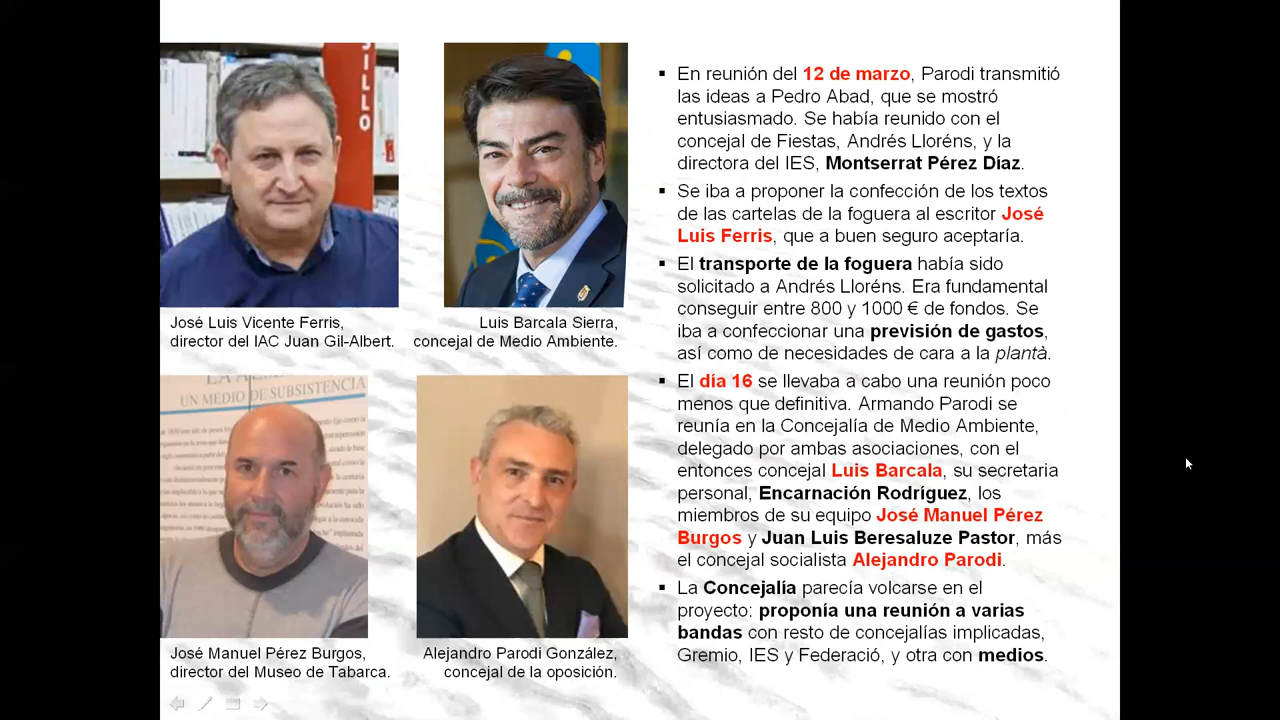 SILLO
José Luis Vicente Ferris,
director del IAC Juan Gil-Albert.
Luis Barcala Sierra,
concejal de Medio Ambiente.
UN MEDIO DE SUBSISTENCIA
José Manuel Pérez Burgos,
director del Museo de Tabarca.
Alejandro Parodi González,
concejal de la oposición.
▪ En reunión del 12 de marzo, Parodi transmitió
las ideas a Pedro Abad, que se mostró
entusiasmado. Se había reunido con el
concejal de Fiestas, Andrés Lloréns, y la
directora del IES, Montserrat Pérez Díaz.
▪ Se iba a proponer la confección de los textos
de las cartelas de la foguera al escritor José
Luis Ferris, que a buen seguro aceptaría.
▪ El transporte de la foguera había sido
solicitado a Andrés Lloréns. Era fundamental
conseguir entre 800 y 1000 € de fondos. Se
iba a confeccionar una previsión de gastos,
así como de necesidades de cara a la plantà.
▪ El día 16 se llevaba a cabo una reunión poco
menos que definitiva. Armando Parodi se
reunía en la Concejalía de Medio Ambiente,
delegado por ambas asociaciones, con el
entonces concejal Luis Barcala, su secretaria
personal, Encarnación Rodríguez, los
miembros de su equipo José Manuel Pérez
Burgos y Juan Luis Beresaluze Pastor, más
el concejal socialista Alejandro Parodi.
▪ La Concejalía parecía volcarse en el
proyecto: proponía una reunión a varias
bandas con resto de concejalías implicadas,
Gremio, IES y Federació, y otra con medios.